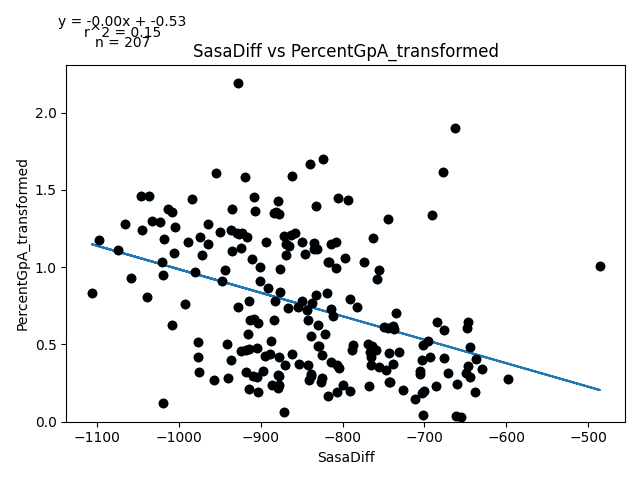 y = -0.00x + -0.53
r^2 = 0.15
n = 207
SasaDiff vs PercentGpA_transformed
2.0
1.5
1.0
0.5
0.0
PercentGpA_transformed
−1100 −1000 −900 −800 −700 −600 −500
SasaDiff